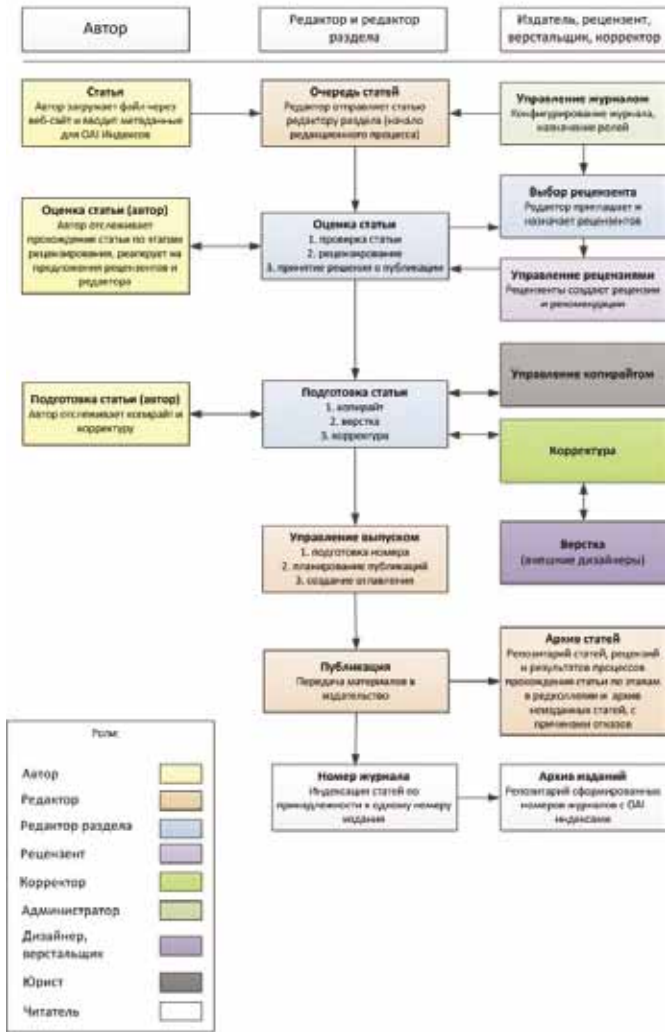 Автор
Редактор и редактор
раздела
Издатель, рецензент,
верстальщик, корректор
Статья
Автор загружает файл через
веб-сайт и вводит метаданные
для OAI Индексов
Очередь статей
Редактор отправляет статью
редактору раздела (начало
редакционного процесса)
Управление журналом
Конфигурирование журнала,
назначение ролей
Выбор рецензента
Редактор приглашает и
назначает рецензентов
Оценка статьи (автор)
Автор отслеживает
прохождение статьи по этапам
рецензирования, реагирует на
предложения рецензентов и
редактора
Оценка статьи
1. проверка статьи
2. рецензирование
3. принятие решения о публикации
Управление рецензиями
Рецензенты создают рецензии
и рекомендации
Управление копирайтом
Подготовка статьи (автор)
Автор отслеживает копирайт и
корректуру
Подготовка статьи
1. копирайт
2. верстка
3. корректура
Корректура
Управление выпуском
1. подготовка номера
2. планирование публикаций
3. создание оглавления
Верстка
(внешние дизайнеры)
Публикация
Передача материалов в
издательство
Архив статей
Репозитарий статей, рецензий
и результатов процессов
прохождения статьи по этапам
в редколлегии и архив
неизданных статей, с
причинами отказов
Номер журнала
Индексация статей по
принадлежности к одному номеру
издания
Архив изданий
Репозитарий сформированных
номеров журналов с OAI
индексами
Роли:
Автор
Редактор
Редактор раздела
Рецензент
Корректор
Администратор
Дизайнер,
верстальщик
Юрист
Читатель